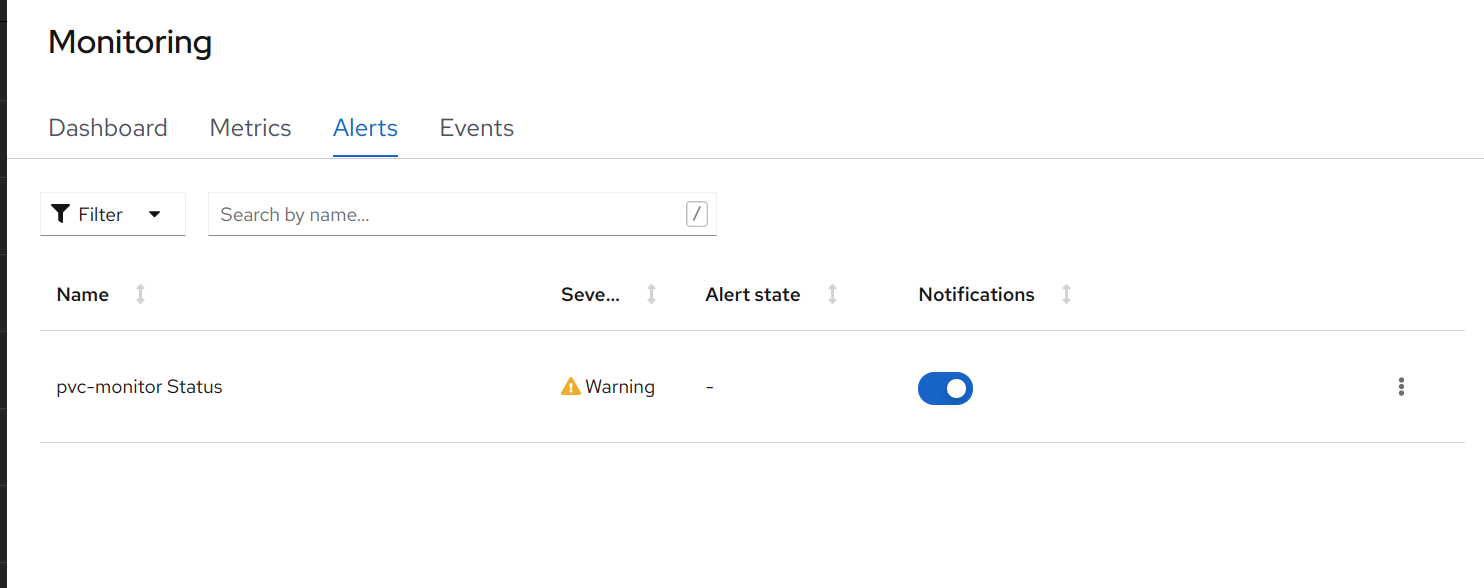 Monitoring
Dashboard Metrics Alerts Events
Filter Search by name... /
Name Seve... Alert state Notifications
pvc-monitor Status Warning -